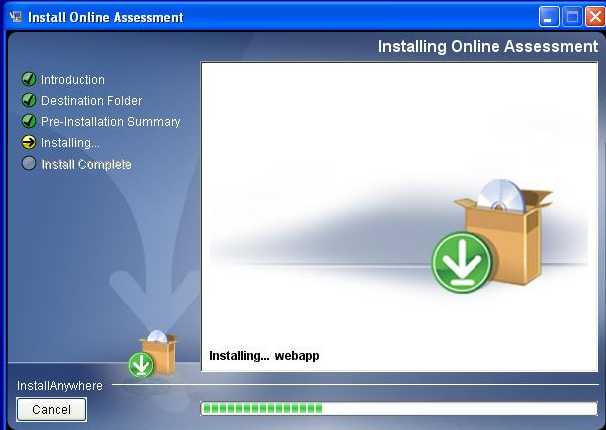 Install Online Assessment
Installing Online Assessment
Introduction
Destination Folder
Pre-Installation Summary
Installing...
Install Complete
Installing... webapp
InstallAnywhere
Cancel